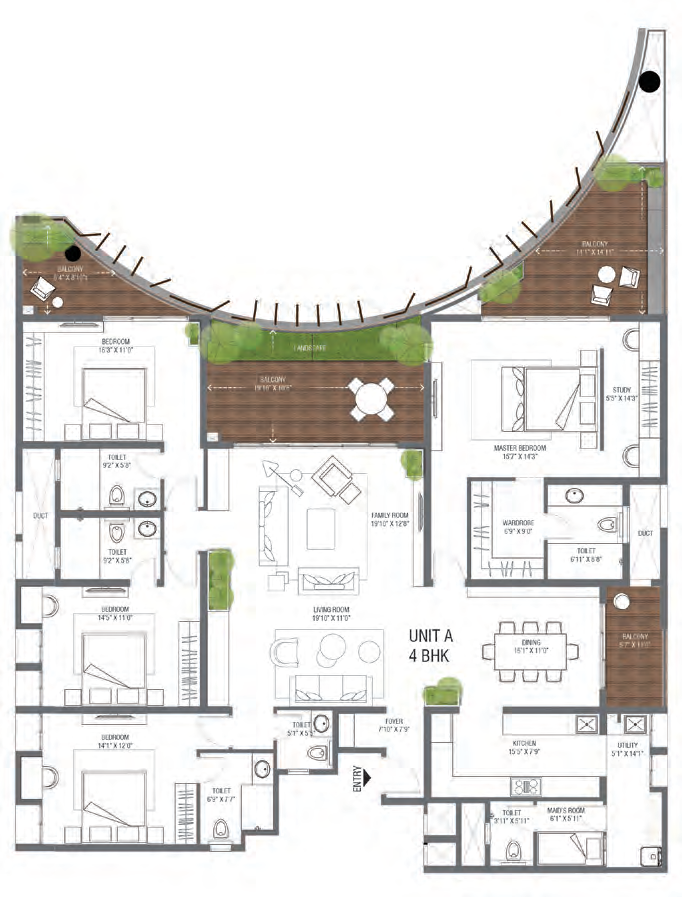 BALCONY
14'1" X 14'11"
BALCONY
BEDROOM
15'3" X 11'0"
LANDSCAPE
BALCONY
STUDY
5'5" X 14'3"
MASTER BEDROOM
15'2" X 14'3"
TOILET
9'2" X 5'8"
DUCT
TOILET
9'2" X 5'8"
FAMILY ROOM
19'10" X 12'8"
WARDROBE
6'9" X 9'0"
TOILET
6'11" X 8'8"
DUCT
BEDROOM
14'5" X 11'0"
LIVING ROOM
19'10" X 11'0"
UNIT A
4 BHK
DINING
15'1" X 11'0"
BALCONY
BEDROOM
14'1" X 12'0"
TOILET
5'1" X 5'5"
FOYER
7'10" X 7'9"
KITCHEN
15'5" X 7'9"
UTILITY
5'1" X 14'1"
ENTRY
TOILET
6'9" X 7'7"
TOILET
3'11" X 5'11"
MAID'S ROOM
6'1" X 5'11"